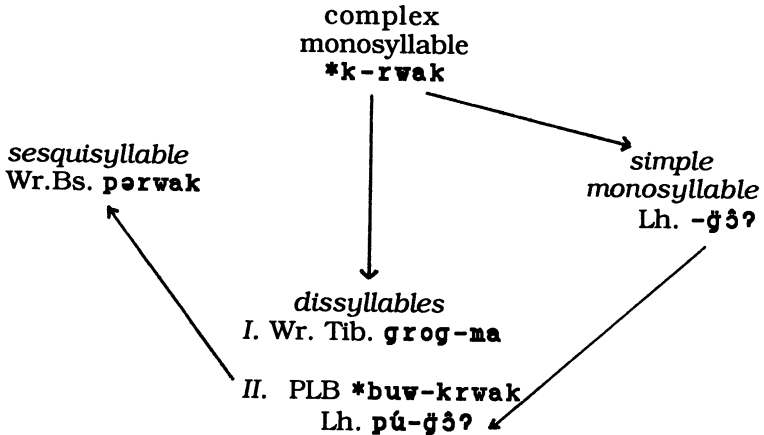 complex
monosyllable
*k-rwak
sesquisyllable
Wr.Bs. pərwak
simple
monosyllable
Lh. -g̈ɔ̂ʔ
dissyllables
I. Wr. Tib. grog-ma
II. PLB *buw-krwak
Lh. pú-g̈ɔ̂ʔ